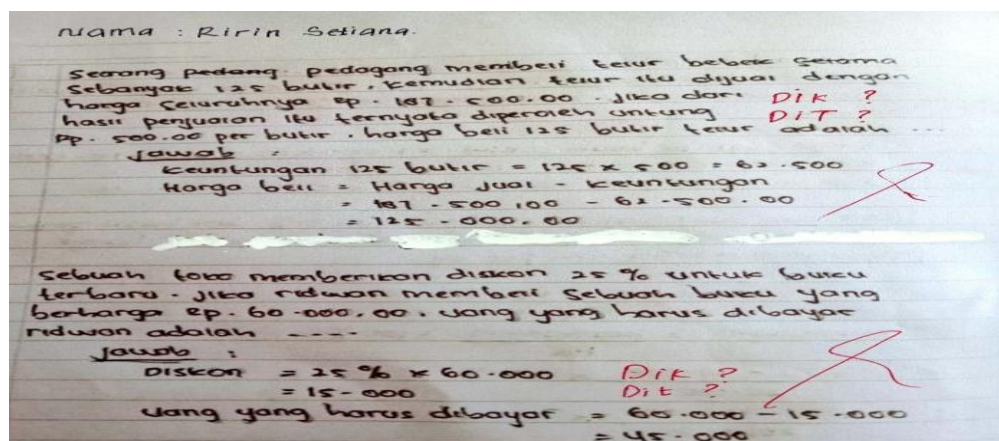 Nama : Ririn Setiana.
Seorang pedang pedagang membeli telur bebek selama
Sebanyak 125 butir. Kemudian telur itu dijual dengan
harga seluruhnya Rp. 187.500.00. Jika dari DIK ?
hasil penjualan itu ternyata diperoleh untung DIT ?
Rp. 500.00 per butir. harga beli 125 butir telur adalah ...
Jawab :
Keuntungan 125 butir = 125 x 500 = 62.500
Harga beli = Harga Jual - Keuntungan
= 187.500,00 - 62.500.00
= 125.000.00
Sebuah toko memberikan diskon 25 % untuk buku
terbaru. Jika ridwan membeli sebuah buku yang
berharga Rp. 60.000,00. uang yang harus dibayar
ridwan adalah ----
Jawab :
DISKON = 25 % x 60.000 Dik ?
= 15.000 Dit ?
Uang yang harus dibayar = 60.000 - 15.000
= 45.000